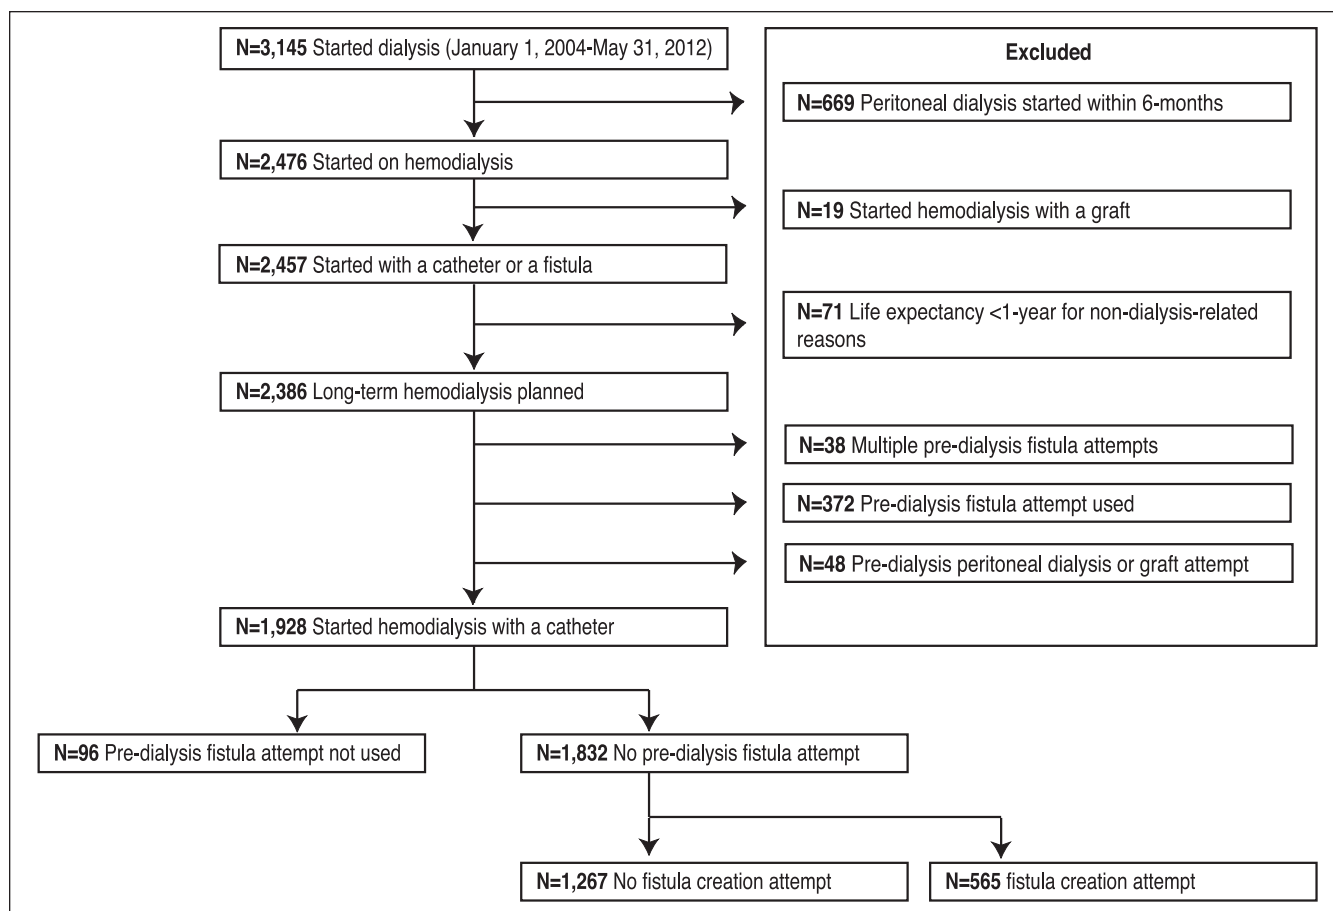 N=3,145 Started dialysis (January 1, 2004-May 31, 2012)
Excluded
N=669 Peritoneal dialysis started within 6-months
N=2,476 Started on hemodialysis
N=19 Started hemodialysis with a graft
N=2,457 Started with a catheter or a fistula
N=71 Life expectancy <1-year for non-dialysis-related
reasons
N=2,386 Long-term hemodialysis planned
N=38 Multiple pre-dialysis fistula attempts
N=372 Pre-dialysis fistula attempt used
N=48 Pre-dialysis peritoneal dialysis or graft attempt
N=1,928 Started hemodialysis with a catheter
N=96 Pre-dialysis fistula attempt not used
N=1,832 No pre-dialysis fistula attempt
N=1,267 No fistula creation attempt
N=565 fistula creation attempt